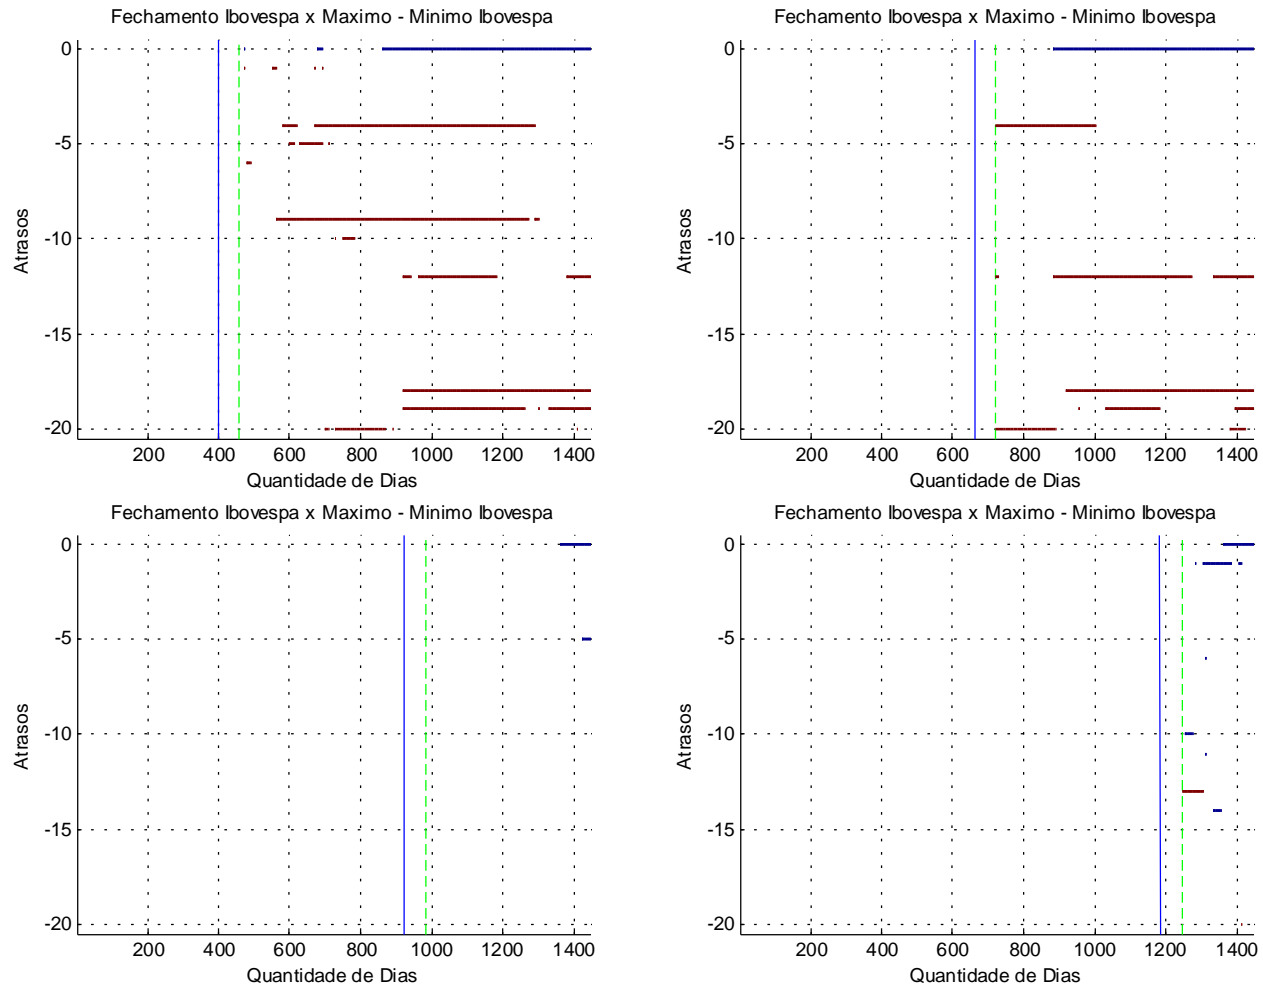 Fechamento Ibovespa x Maximo - Minimo Ibovespa
0
-5
-10
-15
-20
Atrasos
200 400 600 800 1000 1200 1400
Quantidade de Dias
Fechamento Ibovespa x Maximo - Minimo Ibovespa
0
-5
-10
-15
-20
Atrasos
200 400 600 800 1000 1200 1400
Quantidade de Dias
Fechamento Ibovespa x Maximo - Minimo Ibovespa
0
-5
-10
-15
-20
Atrasos
200 400 600 800 1000 1200 1400
Quantidade de Dias
Fechamento Ibovespa x Maximo - Minimo Ibovespa
0
-5
-10
-15
-20
Atrasos
200 400 600 800 1000 1200 1400
Quantidade de Dias